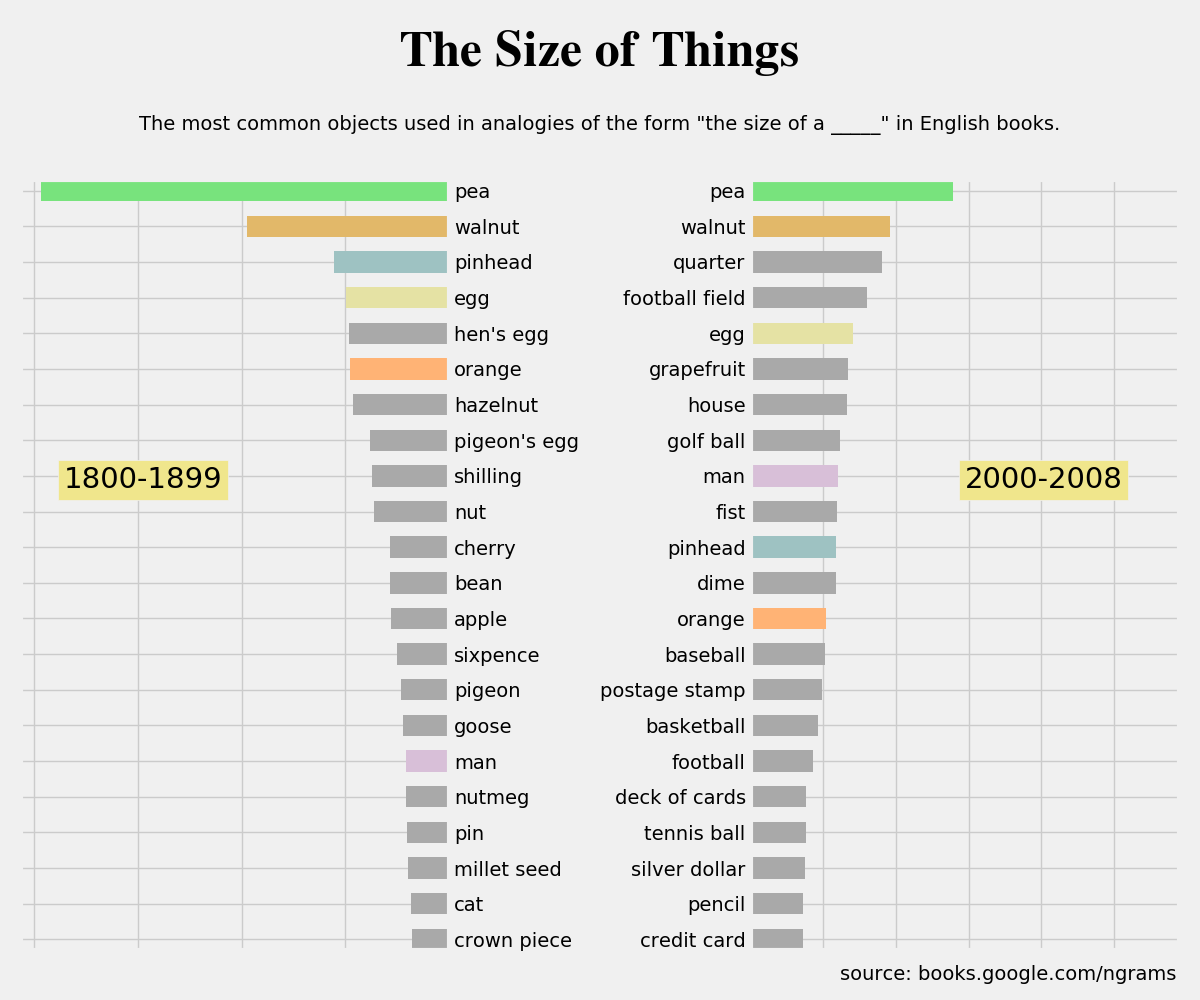 The Size of Things
The most common objects used in analogies of the form "the size of a _____" in English books.
pea
walnut
pinhead
egg
hen's egg
orange
hazelnut
pigeon's egg
shilling
nut
cherry
bean
apple
sixpence
pigeon
goose
man
nutmeg
pin
millet seed
cat
crown piece
1800-1899
pea
walnut
quarter
football field
egg
grapefruit
house
golf ball
man
fist
pinhead
dime
orange
baseball
postage stamp
basketball
football
deck of cards
tennis ball
silver dollar
pencil
credit card
2000-2008
source: books.google.com/ngrams